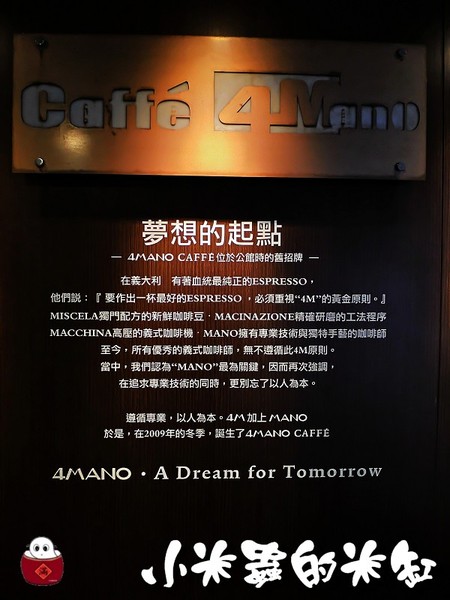 Caffé 4Mano
夢想的起點
— 4MANO CAFFÉ位於公館時的舊招牌 —
在義大利 有著血統最純正的ESPRESSO，
他們說：『要作出一杯最好的ESPRESSO，必須重視“4M”的黃金原則。』
MISCELA獨門配方的新鮮咖啡豆．MACINAZIONE精確研磨的工法程序
MACCHINA高壓的義式咖啡機．MANO擁有專業技術與獨特手藝的咖啡師
至今，所有優秀的義式咖啡師，無不遵循此4M原則。
當中，我們認為“MANO”最為關鍵，因而再次強調，
在追求專業技術的同時，更別忘了以人為本。
遵循專業，以人為本。4M加上MANO
於是，在2009年的冬季，誕生了4MANO CAFFÉ
4MANO．A Dream for Tomorrow
小米蟲的米缸